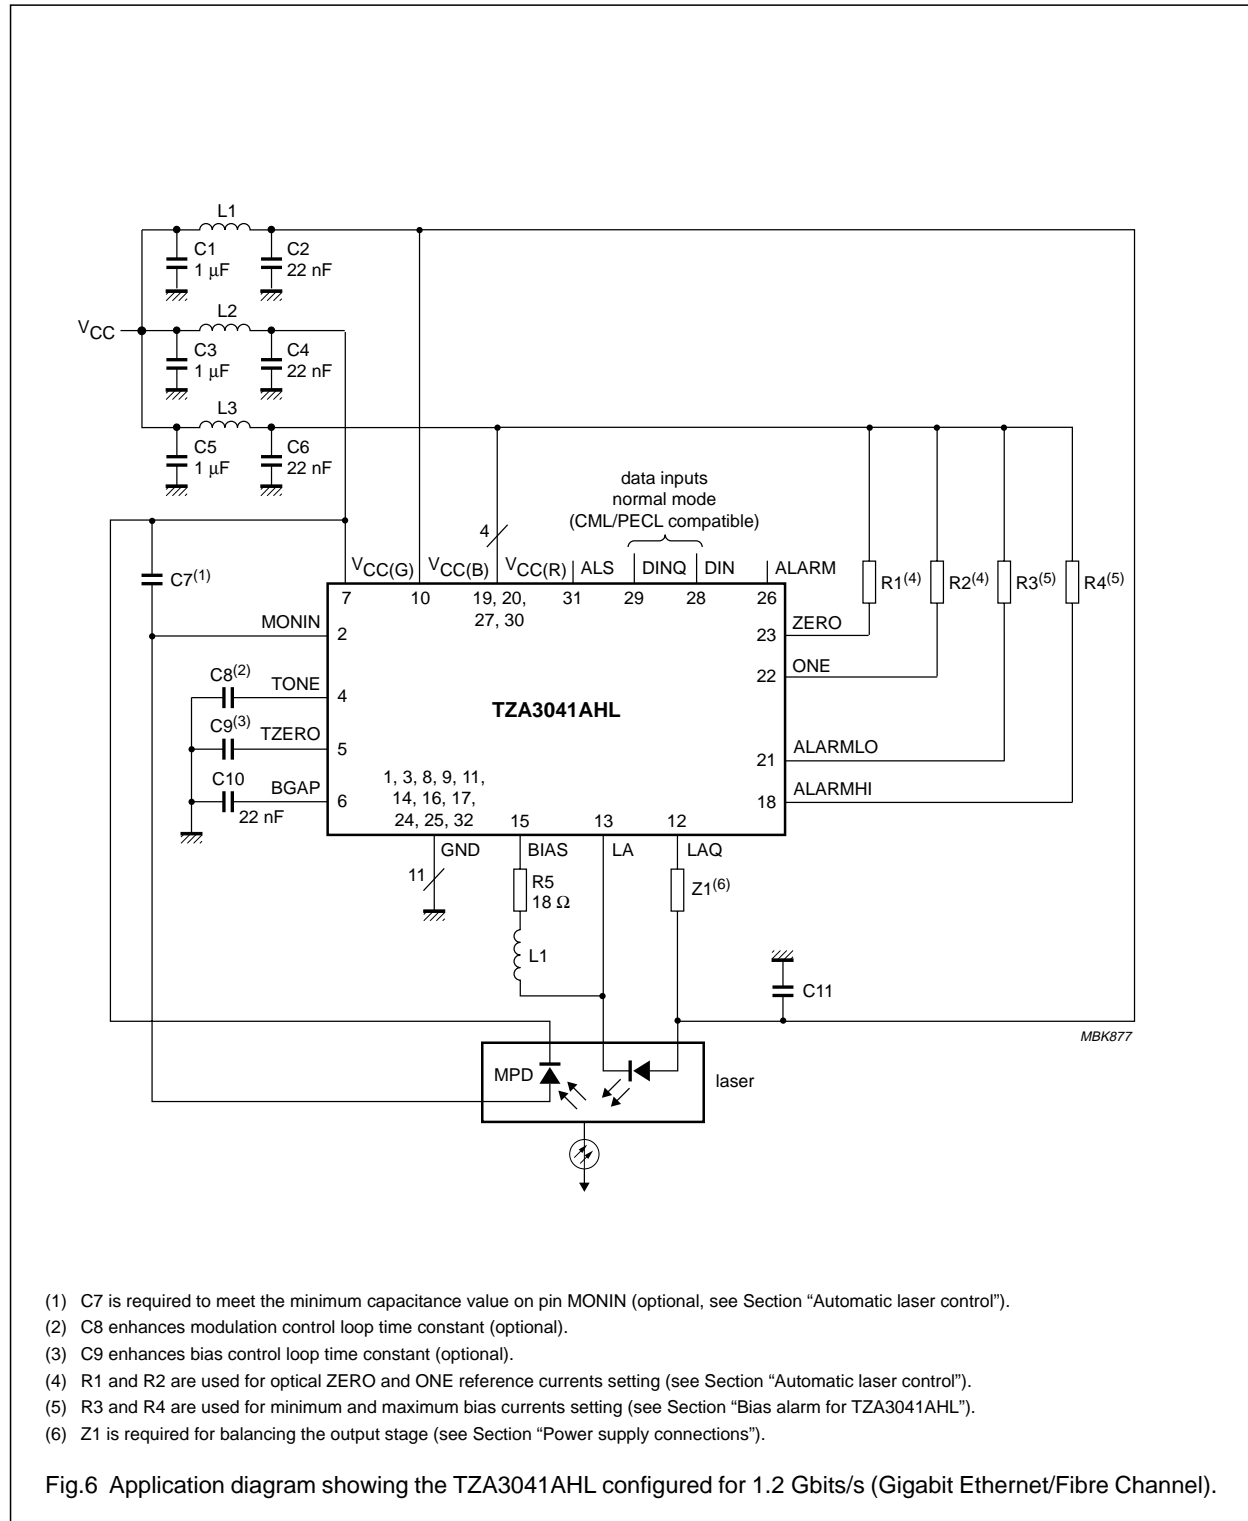 L1
C1
1 μF
C2
22 nF
VCC
L2
C3
1 μF
C4
22 nF
L3
C5
1 μF
C6
22 nF
data inputs
normal mode
(CML/PECL compatible)
4
C7(1)
VCC(G)
VCC(B)
VCC(R)
ALS
DINQ
DIN
ALARM
R1(4)
R2(4)
R3(5)
R4(5)
7
10
19, 20,
27, 30
31
29
28
26
MONIN
2
23
ZERO
22
ONE
C8(2)
TONE
4
TZA3041AHL
C9(3)
TZERO
5
21
ALARMLO
C10
22 nF
BGAP
6
1, 3, 8, 9, 11,
14, 16, 17,
24, 25, 32
18
ALARMHI
15
13
12
GND
BIAS
LA
LAQ
11
R5
18 Ω
Z1(6)
L1
C11
MBK877
MPD
laser
(1) C7 is required to meet the minimum capacitance value on pin MONIN (optional, see Section “Automatic laser control”).
(2) C8 enhances modulation control loop time constant (optional).
(3) C9 enhances bias control loop time constant (optional).
(4) R1 and R2 are used for optical ZERO and ONE reference currents setting (see Section “Automatic laser control”).
(5) R3 and R4 are used for minimum and maximum bias currents setting (see Section “Bias alarm for TZA3041AHL”).
(6) Z1 is required for balancing the output stage (see Section “Power supply connections”).
Fig.6 Application diagram showing the TZA3041AHL configured for 1.2 Gbits/s (Gigabit Ethernet/Fibre Channel).